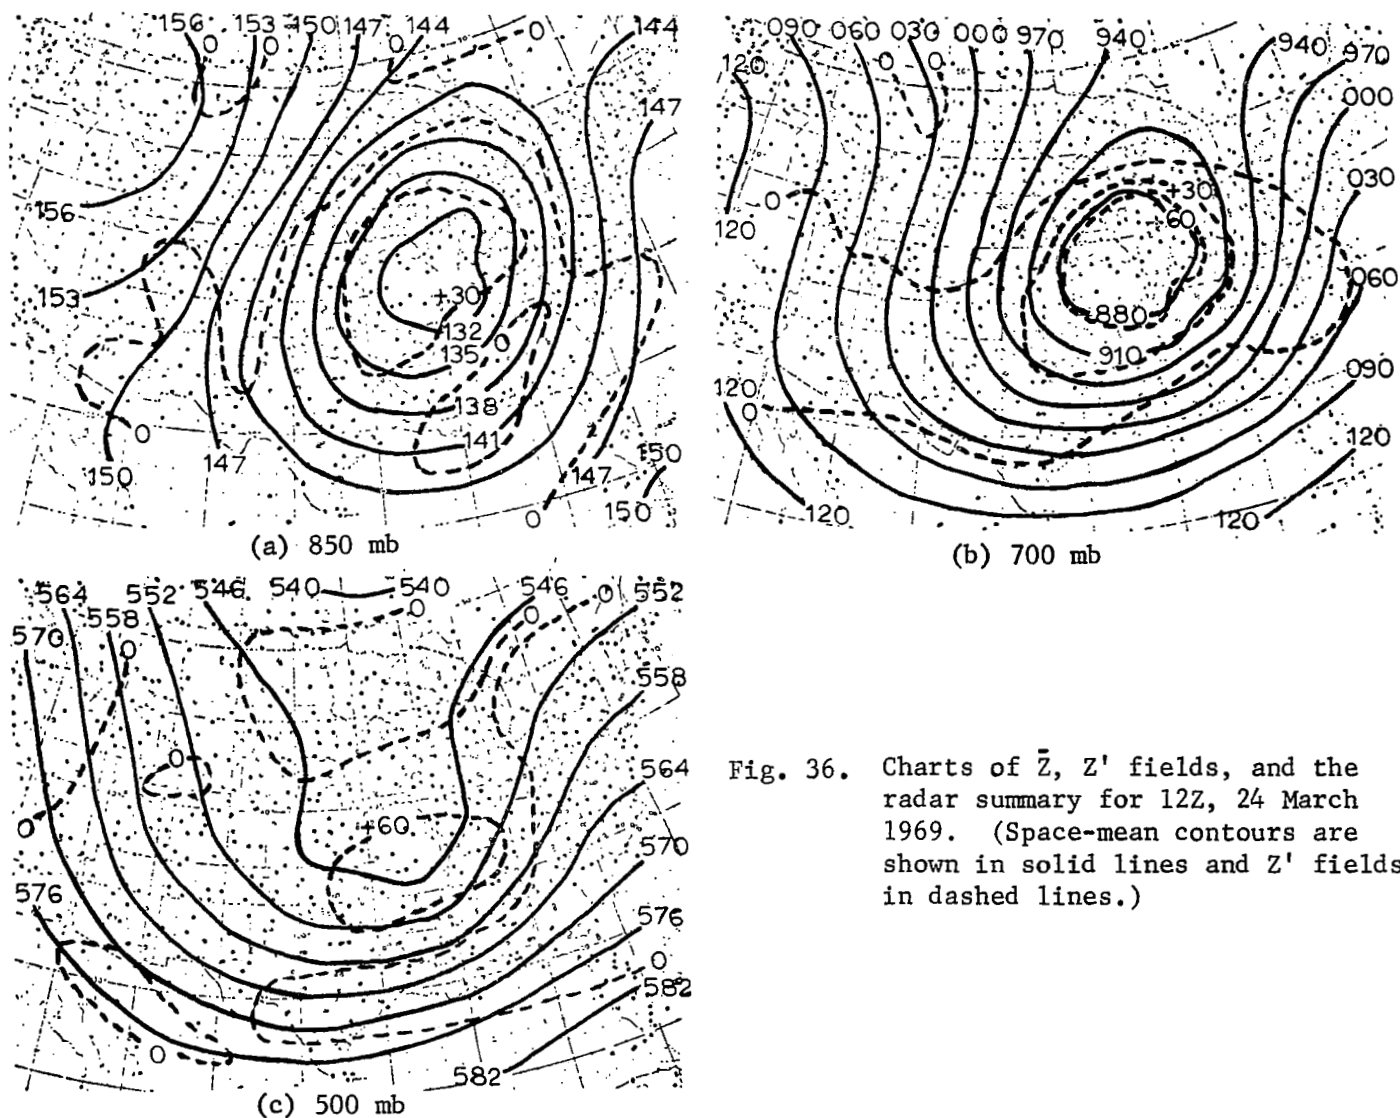 156 153 150 147 144 144
0 0 0 0
147
156
153
+30
132
135 0
138
0 141
150 147 147 150
0 150
(a) 850 mb
090 060 030 000 970 940 940 970
120 0 0 000
+30 030
0 60
120
060
880
910
090
120
0
120
120 120
(b) 700 mb
564 552 546 540 540 546 0 552
558 0 0
570 0
558
0 564
+60
0
570
576
576
0
582
0
582
(c) 500 mb
Fig. 36. Charts of Z̄, Z' fields, and the
radar summary for 12Z, 24 March
1969. (Space-mean contours are
shown in solid lines and Z' fields
in dashed lines.)